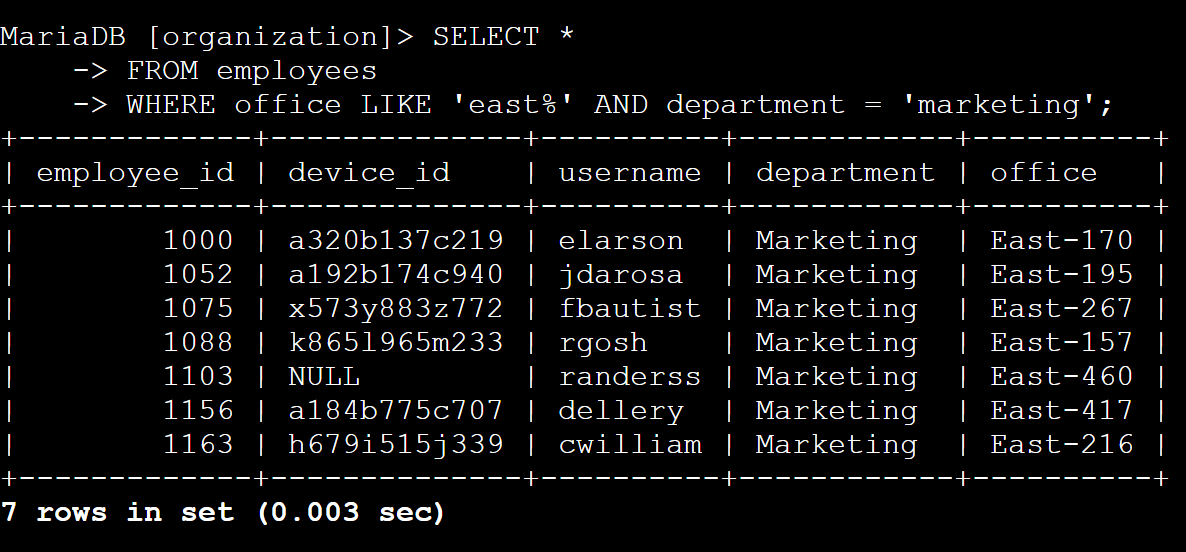 MariaDB [organization]> SELECT *
    -> FROM employees
    -> WHERE office LIKE 'east%' AND department = 'marketing';
+-------------+--------------+----------+------------+----------+
| employee_id | device_id    | username | department | office   |
+-------------+--------------+----------+------------+----------+
|        1000 | a320b137c219 | elarson  | Marketing  | East-170 |
|        1052 | a192b174c940 | jdarosa  | Marketing  | East-195 |
|        1075 | x573y883z772 | fbautist | Marketing  | East-267 |
|        1088 | k865l965m233 | rgosh    | Marketing  | East-157 |
|        1103 | NULL         | randerss | Marketing  | East-460 |
|        1156 | a184b775c707 | dellery  | Marketing  | East-417 |
|        1163 | h679i515j339 | cwilliam | Marketing  | East-216 |
+-------------+--------------+----------+------------+----------+
7 rows in set (0.003 sec)